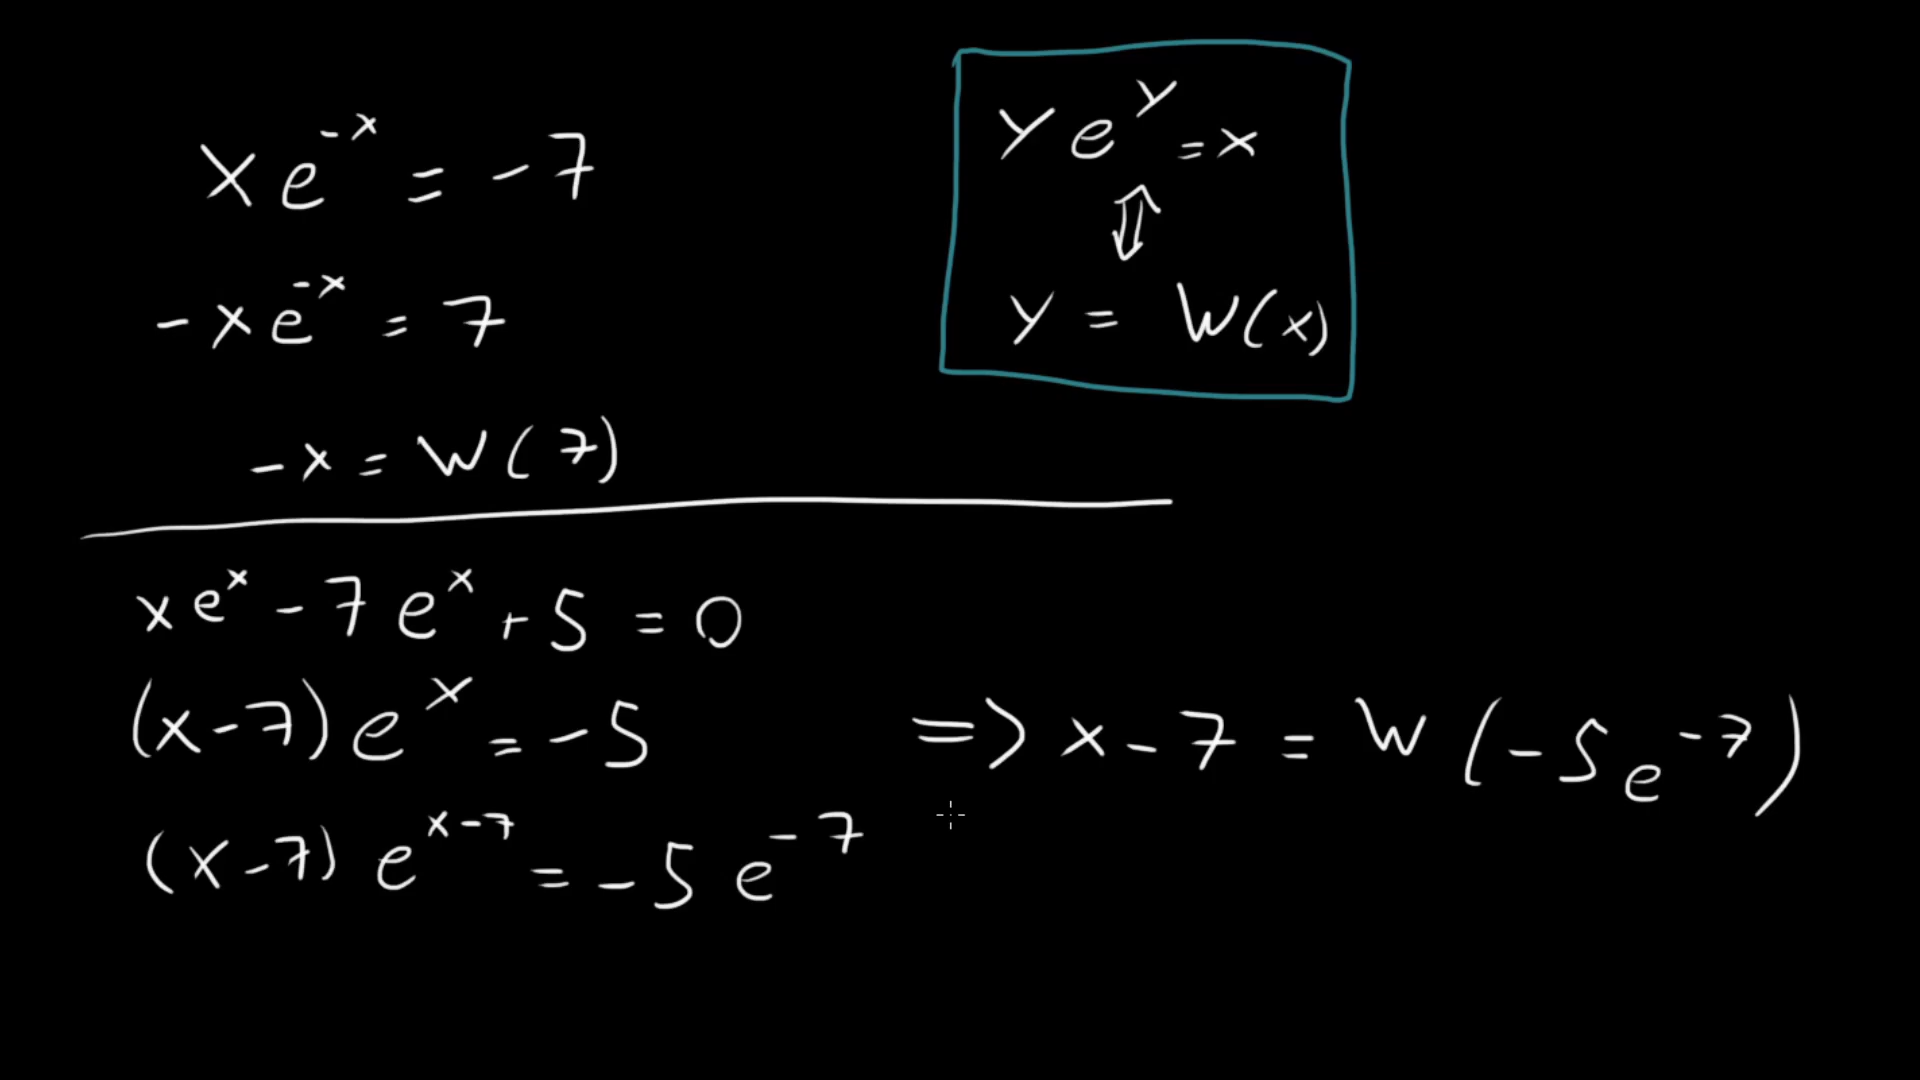 xe^{-x} = -7
-xe^{-x} = 7
-x = W(7)
ye^{y} = x
⇕
y = W(x)
xe^{x} - 7e^{x} + 5 = 0
(x-7)e^{x} = -5 => x-7 = W(-5e^{-7})
(x-7)e^{x-7} = -5e^{-7}